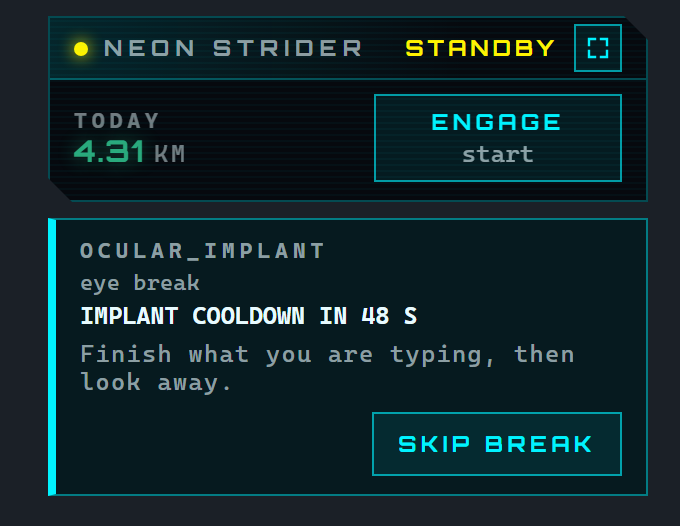 NEON STRIDER STANDBY
TODAY
4.31 KM
ENGAGE
start
OCULAR_IMPLANT
eye break
IMPLANT COOLDOWN IN 48 S
Finish what you are typing, then
look away.
SKIP BREAK